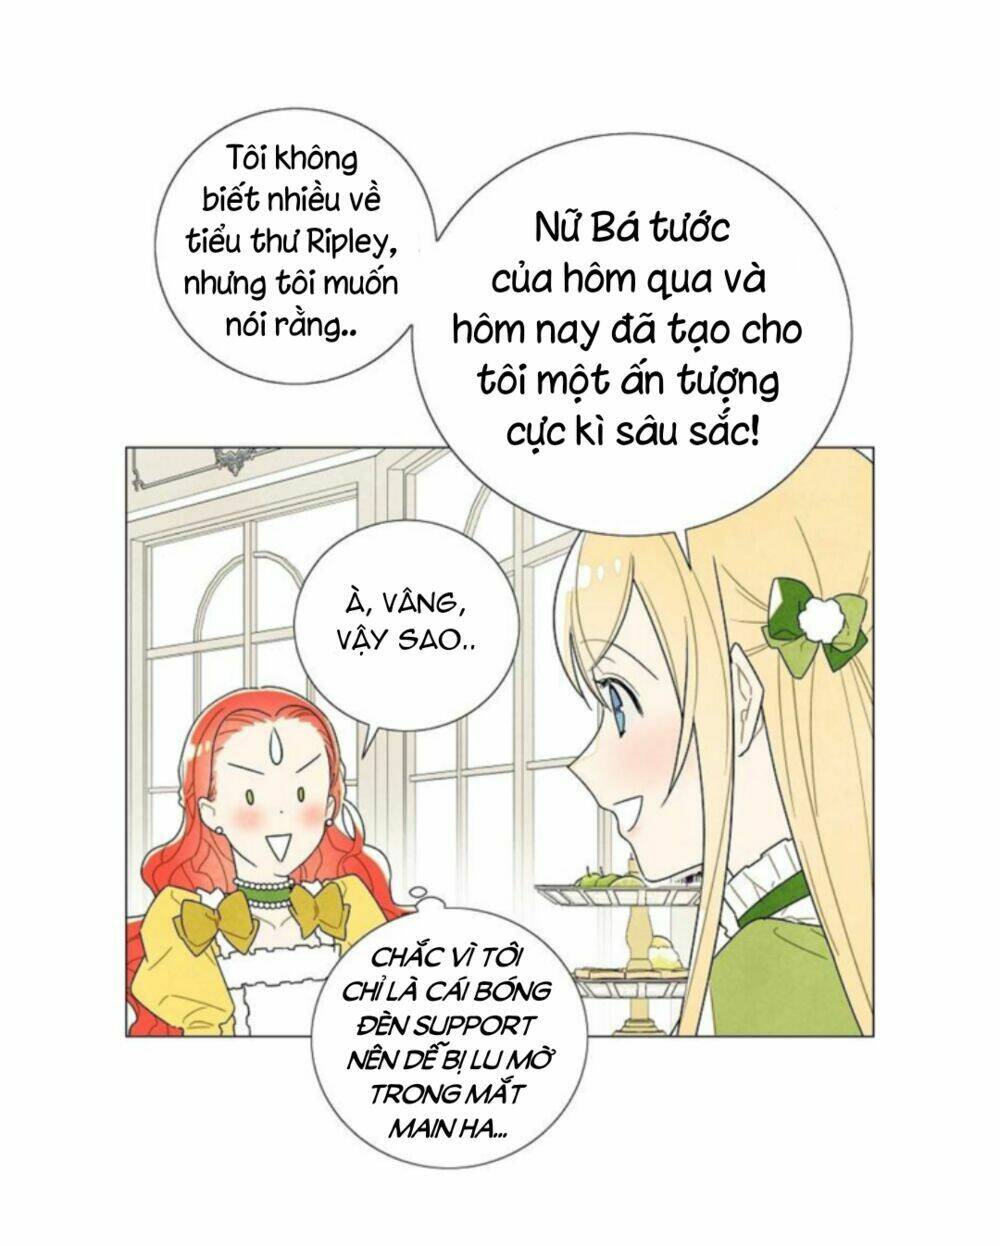 Tôi không
biết nhiều về
tiểu thư Ripley,
nhưng tôi muốn
nói rằng..
Nữ Bá tước
của hôm qua và
hôm nay đã tạo cho
tôi một ấn tượng
cực kì sâu sắc!
À, VÂNG,
VẬY SAO..
CHẮC VÌ TÔI
CHỈ LÀ CÁI BÓNG
ĐÈN SUPPORT
NÊN DỄ BỊ LU MỜ
TRONG MẮT
MAIN HA...